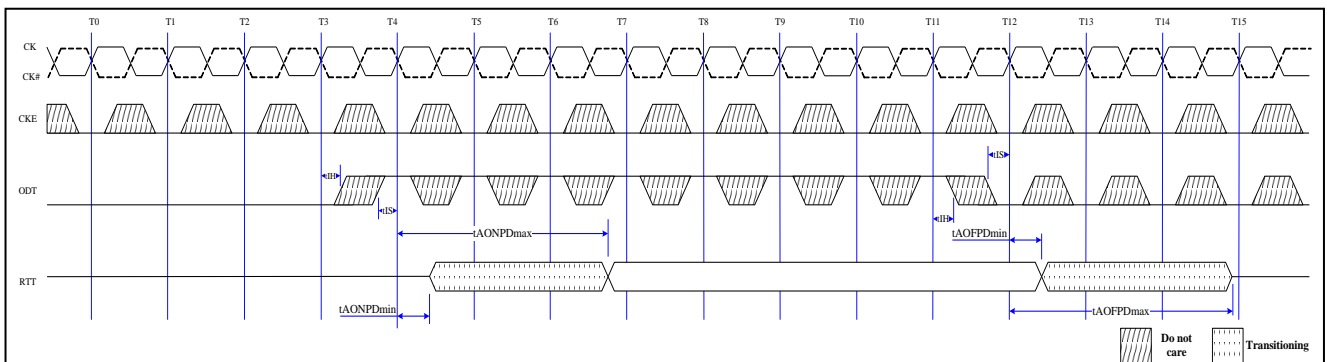 T0 T1 T2 T3 T4 T5 T6 T7 T8 T9 T10 T11 T12 T13 T14 T15
CK
CK#
CKE
tIS
tIH
ODT
tIS
tIH
tAONPDmax
tAOFPDmin
RTT
tAONPDmin
tAOFPDmax
Do not
care
Transitioning